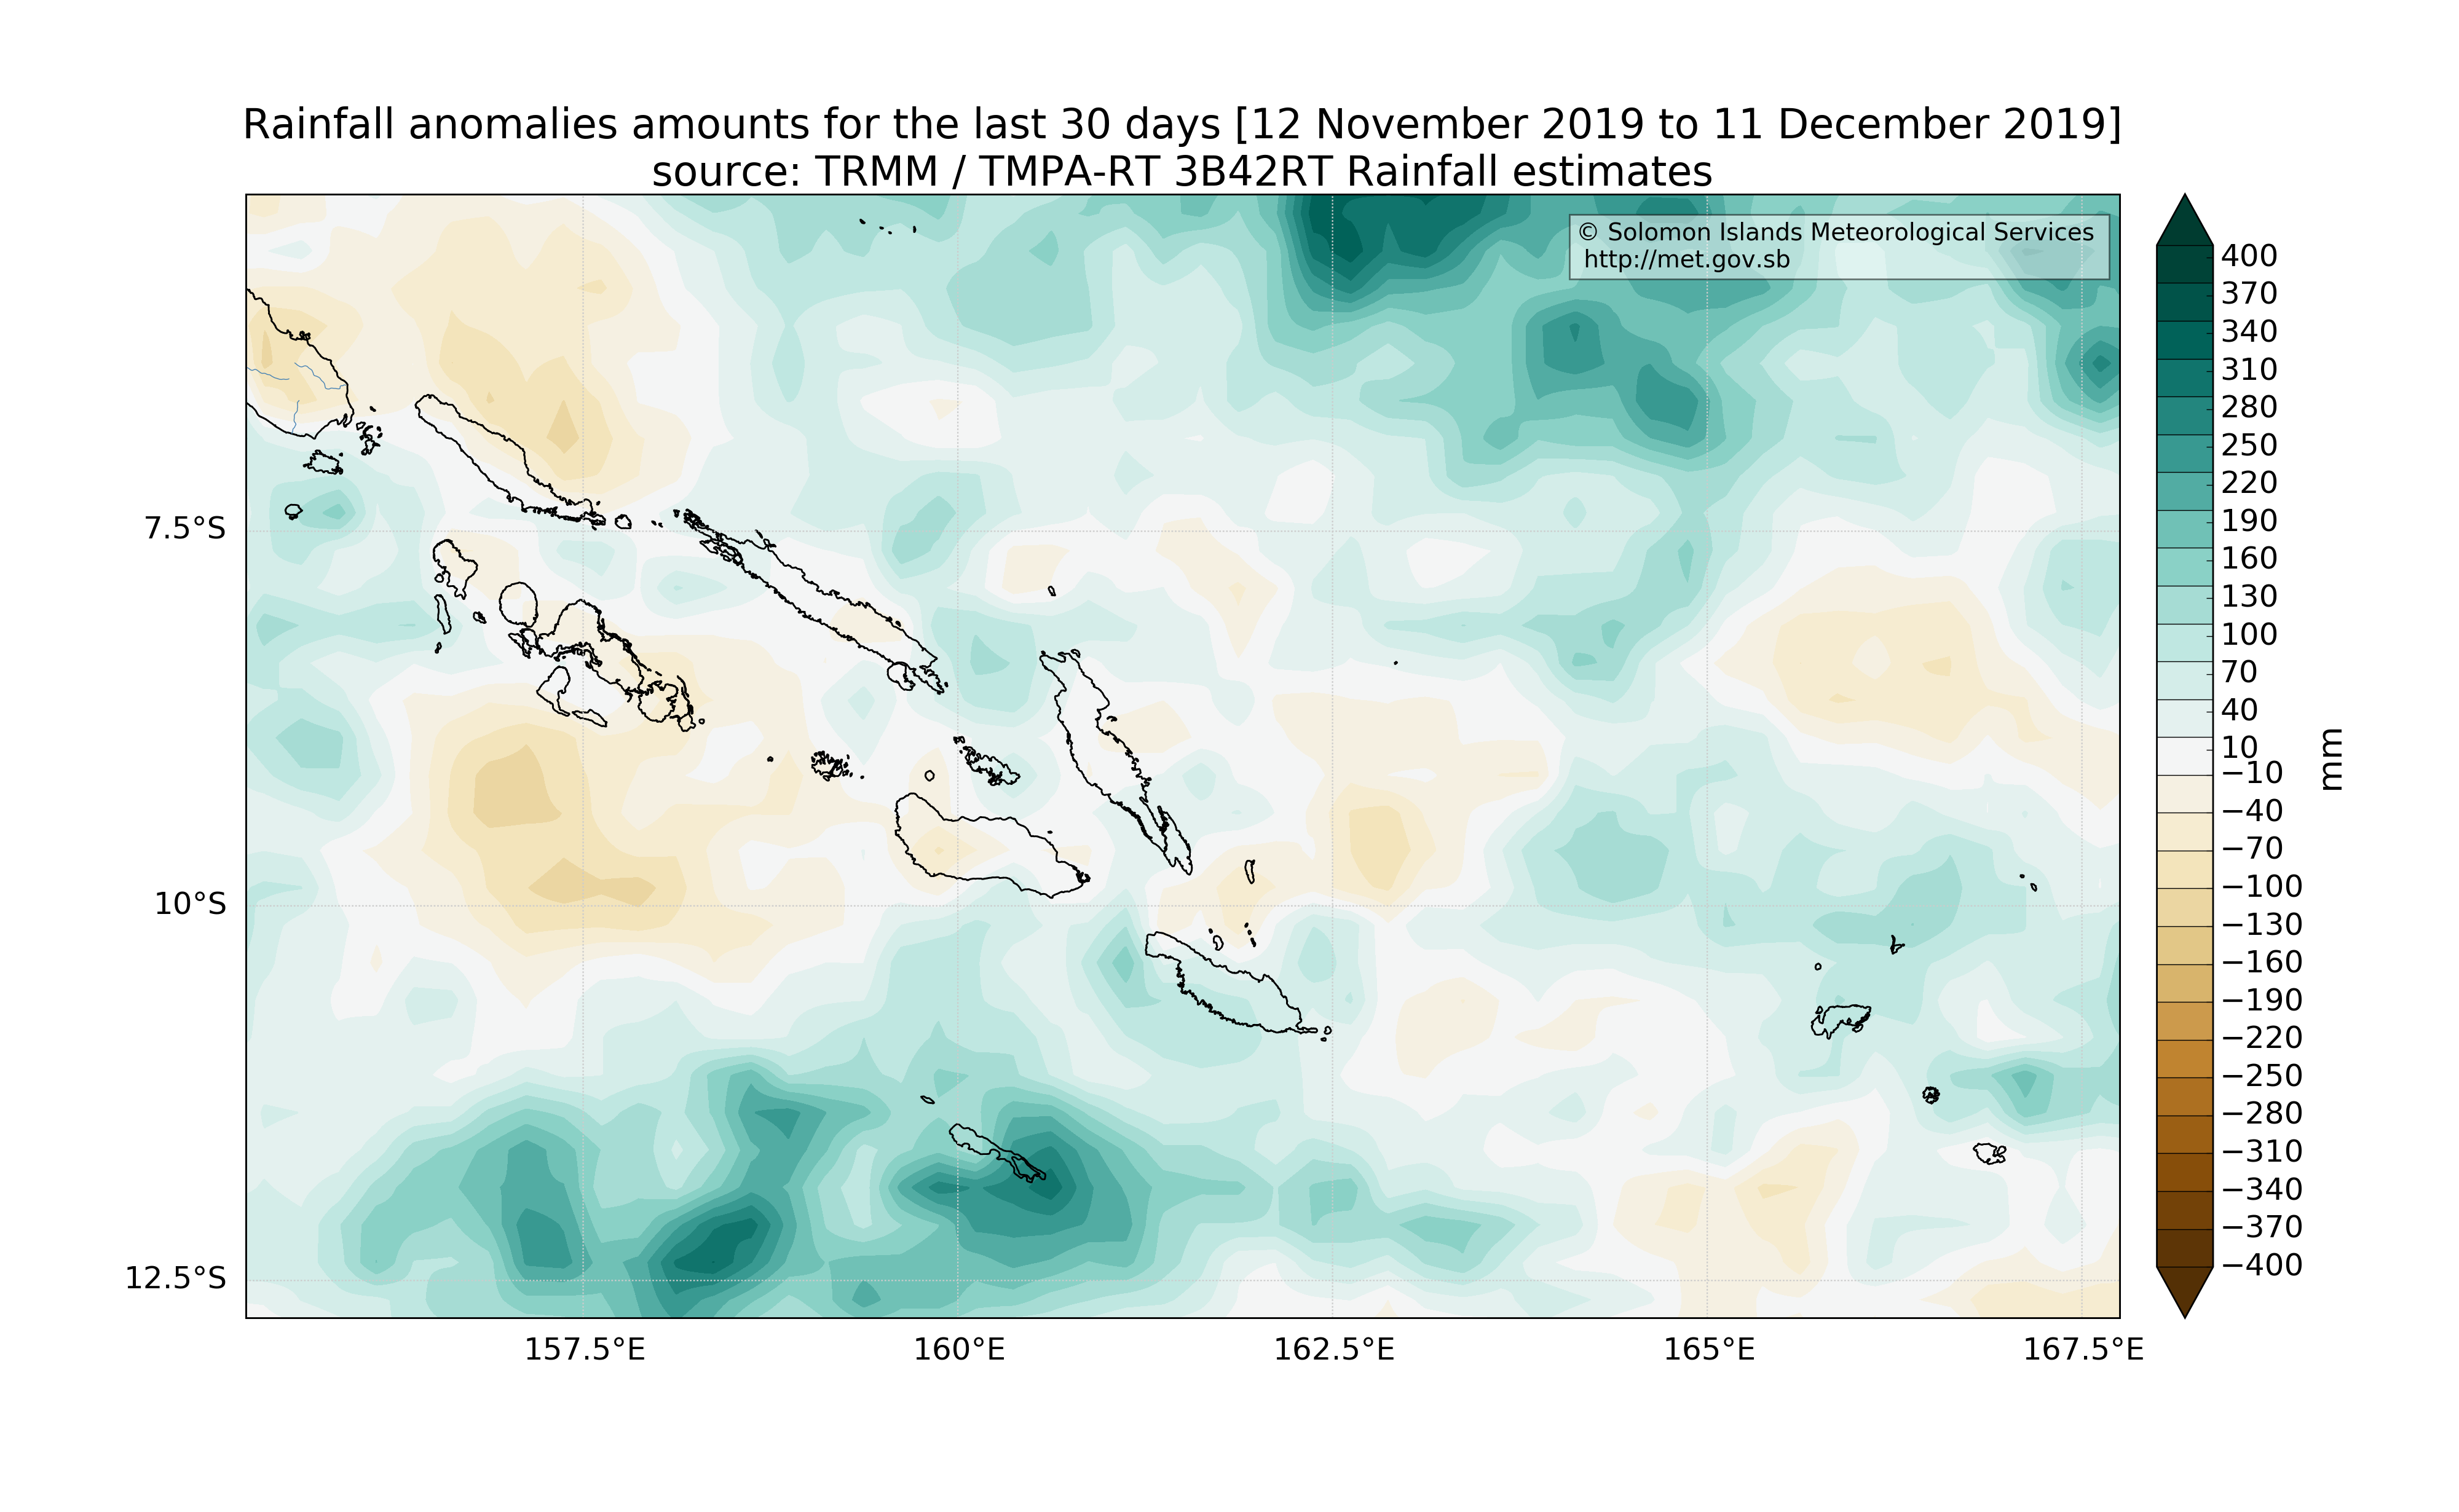 Rainfall anomalies amounts for the last 30 days [12 November 2019 to 11 December 2019]
source: TRMM / TMPA-RT 3B42RT Rainfall estimates
© Solomon Islands Meteorological Services
http://met.gov.sb
7.5°S
10°S
12.5°S
157.5°E
160°E
162.5°E
165°E
167.5°E
400
370
340
310
280
250
220
190
160
130
100
70
40
10
−10
−40
−70
−100
−130
−160
−190
−220
−250
−280
−310
−340
−370
−400
mm